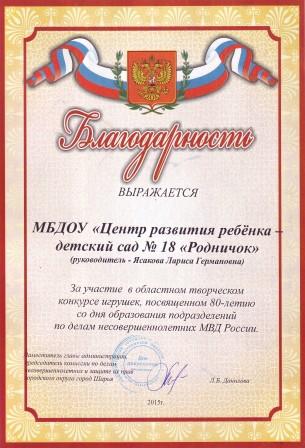 Благодарность
ВЫРАЖАЕТСЯ
МБДОУ «Центр развития ребёнка –
детский сад № 18 «Родничок»
(руководитель - Ясакова Лариса Германовна)
За участие в областном творческом
конкурсе игрушек, посвященном 80-летию
со дня образования подразделений
по делам несовершеннолетних МВД России.
Заместитель главы администрации,
председатель комиссии по делам
несовершеннолетних и защите их прав
городского округа город Шарья
Л.Б. Данилова
2015г.